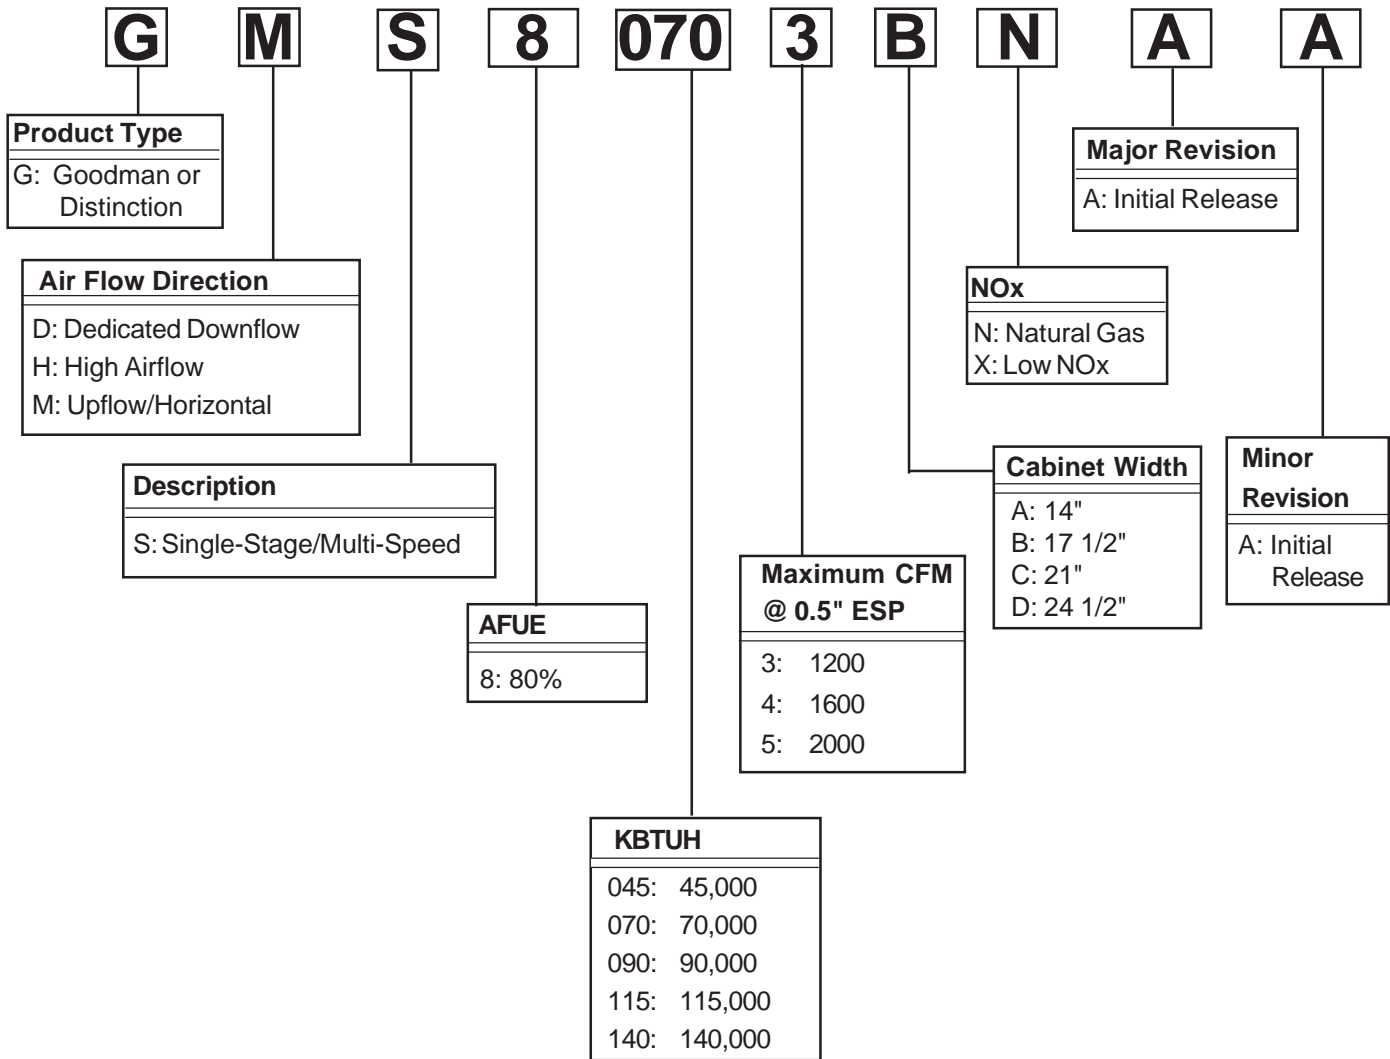 G M S 8 070 3 B N A A
Product Type
G: Goodman or
Distinction
Air Flow Direction
D: Dedicated Downflow
H: High Airflow
M: Upflow/Horizontal
Description
S: Single-Stage/Multi-Speed
AFUE
8: 80%
KBTUH
045: 45,000
070: 70,000
090: 90,000
115: 115,000
140: 140,000
Maximum CFM
@ 0.5" ESP
3: 1200
4: 1600
5: 2000
Cabinet Width
A: 14"
B: 17 1/2"
C: 21"
D: 24 1/2"
NOx
N: Natural Gas
X: Low NOx
Major Revision
A: Initial Release
Minor
Revision
A: Initial
Release